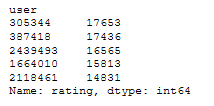 user
305344 17653
387418 17436
2439493 16565
1664010 15813
2118461 14831
Name: rating, dtype: int64